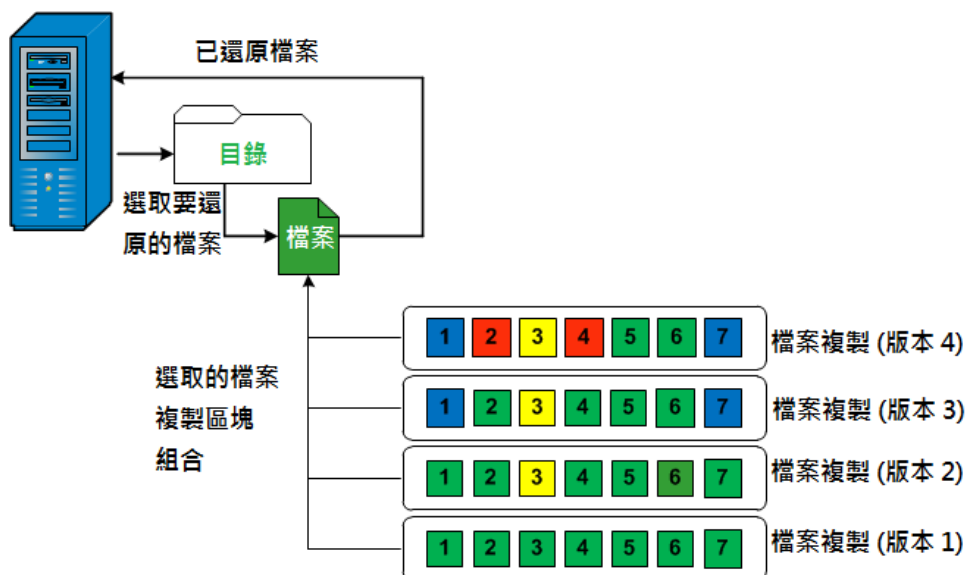 已還原檔案
目錄
選取要還
原的檔案
檔案
選取的檔案
複製區塊
組合
1 2 3 4 5 6 7 檔案複製 (版本 4)
1 2 3 4 5 6 7 檔案複製 (版本 3)
1 2 3 4 5 6 7 檔案複製 (版本 2)
1 2 3 4 5 6 7 檔案複製 (版本 1)